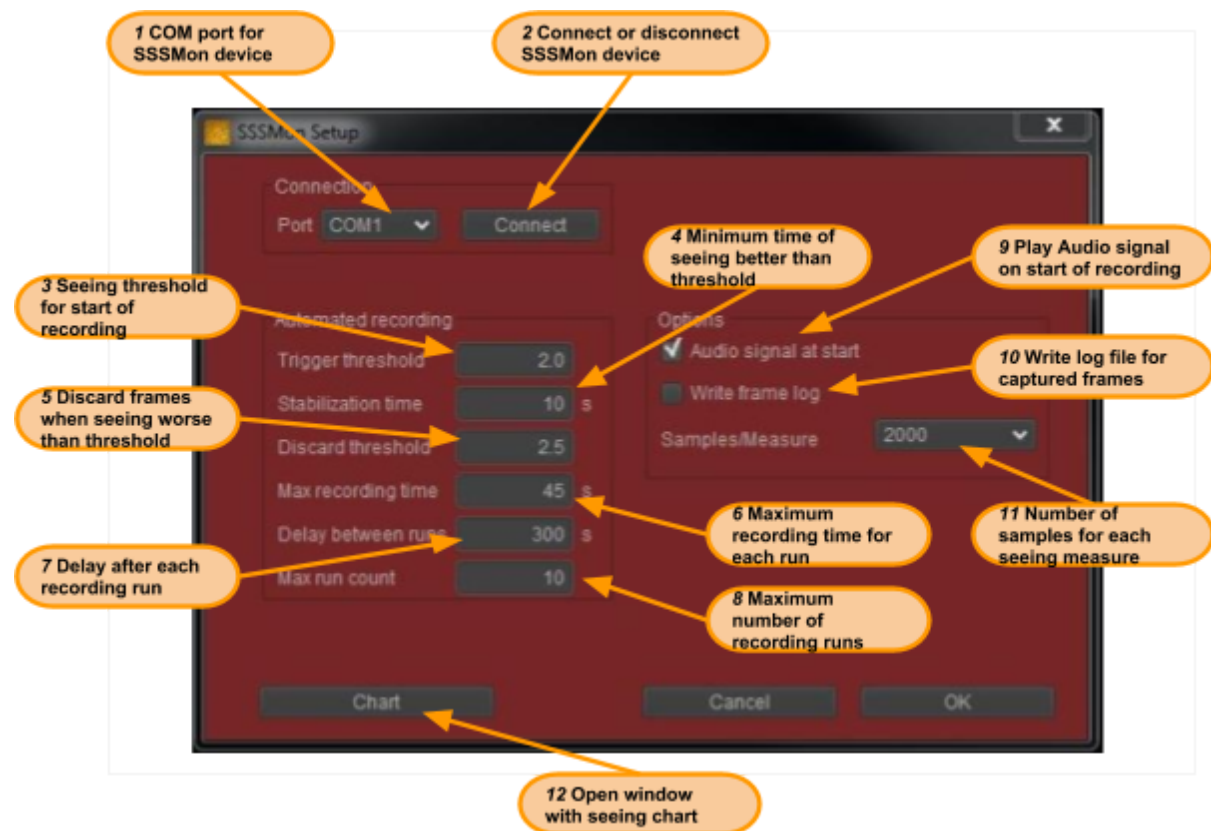 1 COM port for
SSSMon device
2 Connect or disconnect
SSSMon device
SSSMon Setup
Connection
Port COM1 Connect
3 Seeing threshold
for start of
recording
4 Minimum time of
seeing better than
threshold
9 Play Audio signal
on start of recording
Automated recording
Trigger threshold 2.0
Stabilization time 10 s
Discard threshold 2.5
Max recording time 45 s
Delay between runs 300 s
Max run count 10
Options
Audio signal at start
Write frame log
Samples/Measure 2000
10 Write log file for
captured frames
5 Discard frames
when seeing worse
than threshold
6 Maximum
recording time for
each run
11 Number of
samples for each
seeing measure
7 Delay after each
recording run
8 Maximum
number of
recording runs
Chart Cancel OK
12 Open window
with seeing chart